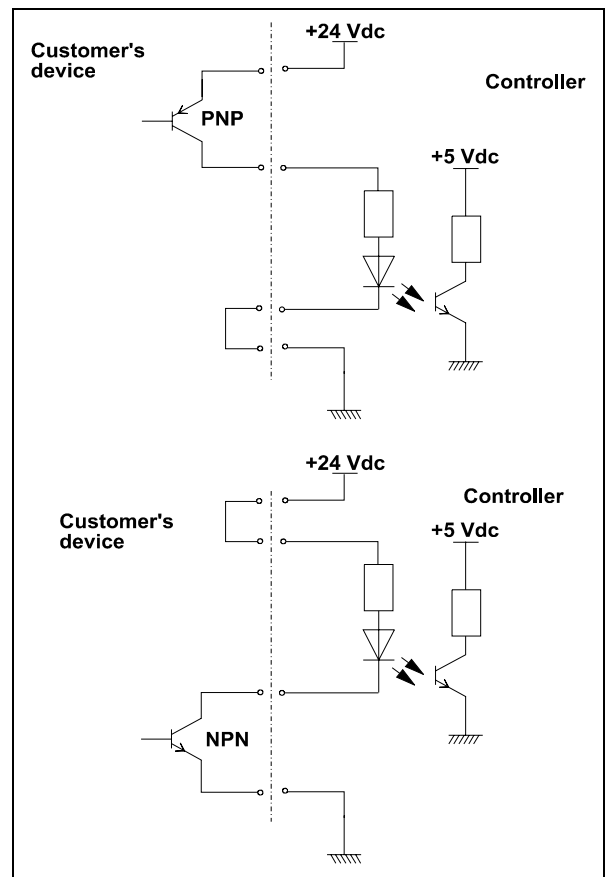 +24 Vdc
Customer's
device
Controller
PNP
+5 Vdc
+24 Vdc
Controller
Customer's
device
+5 Vdc
NPN